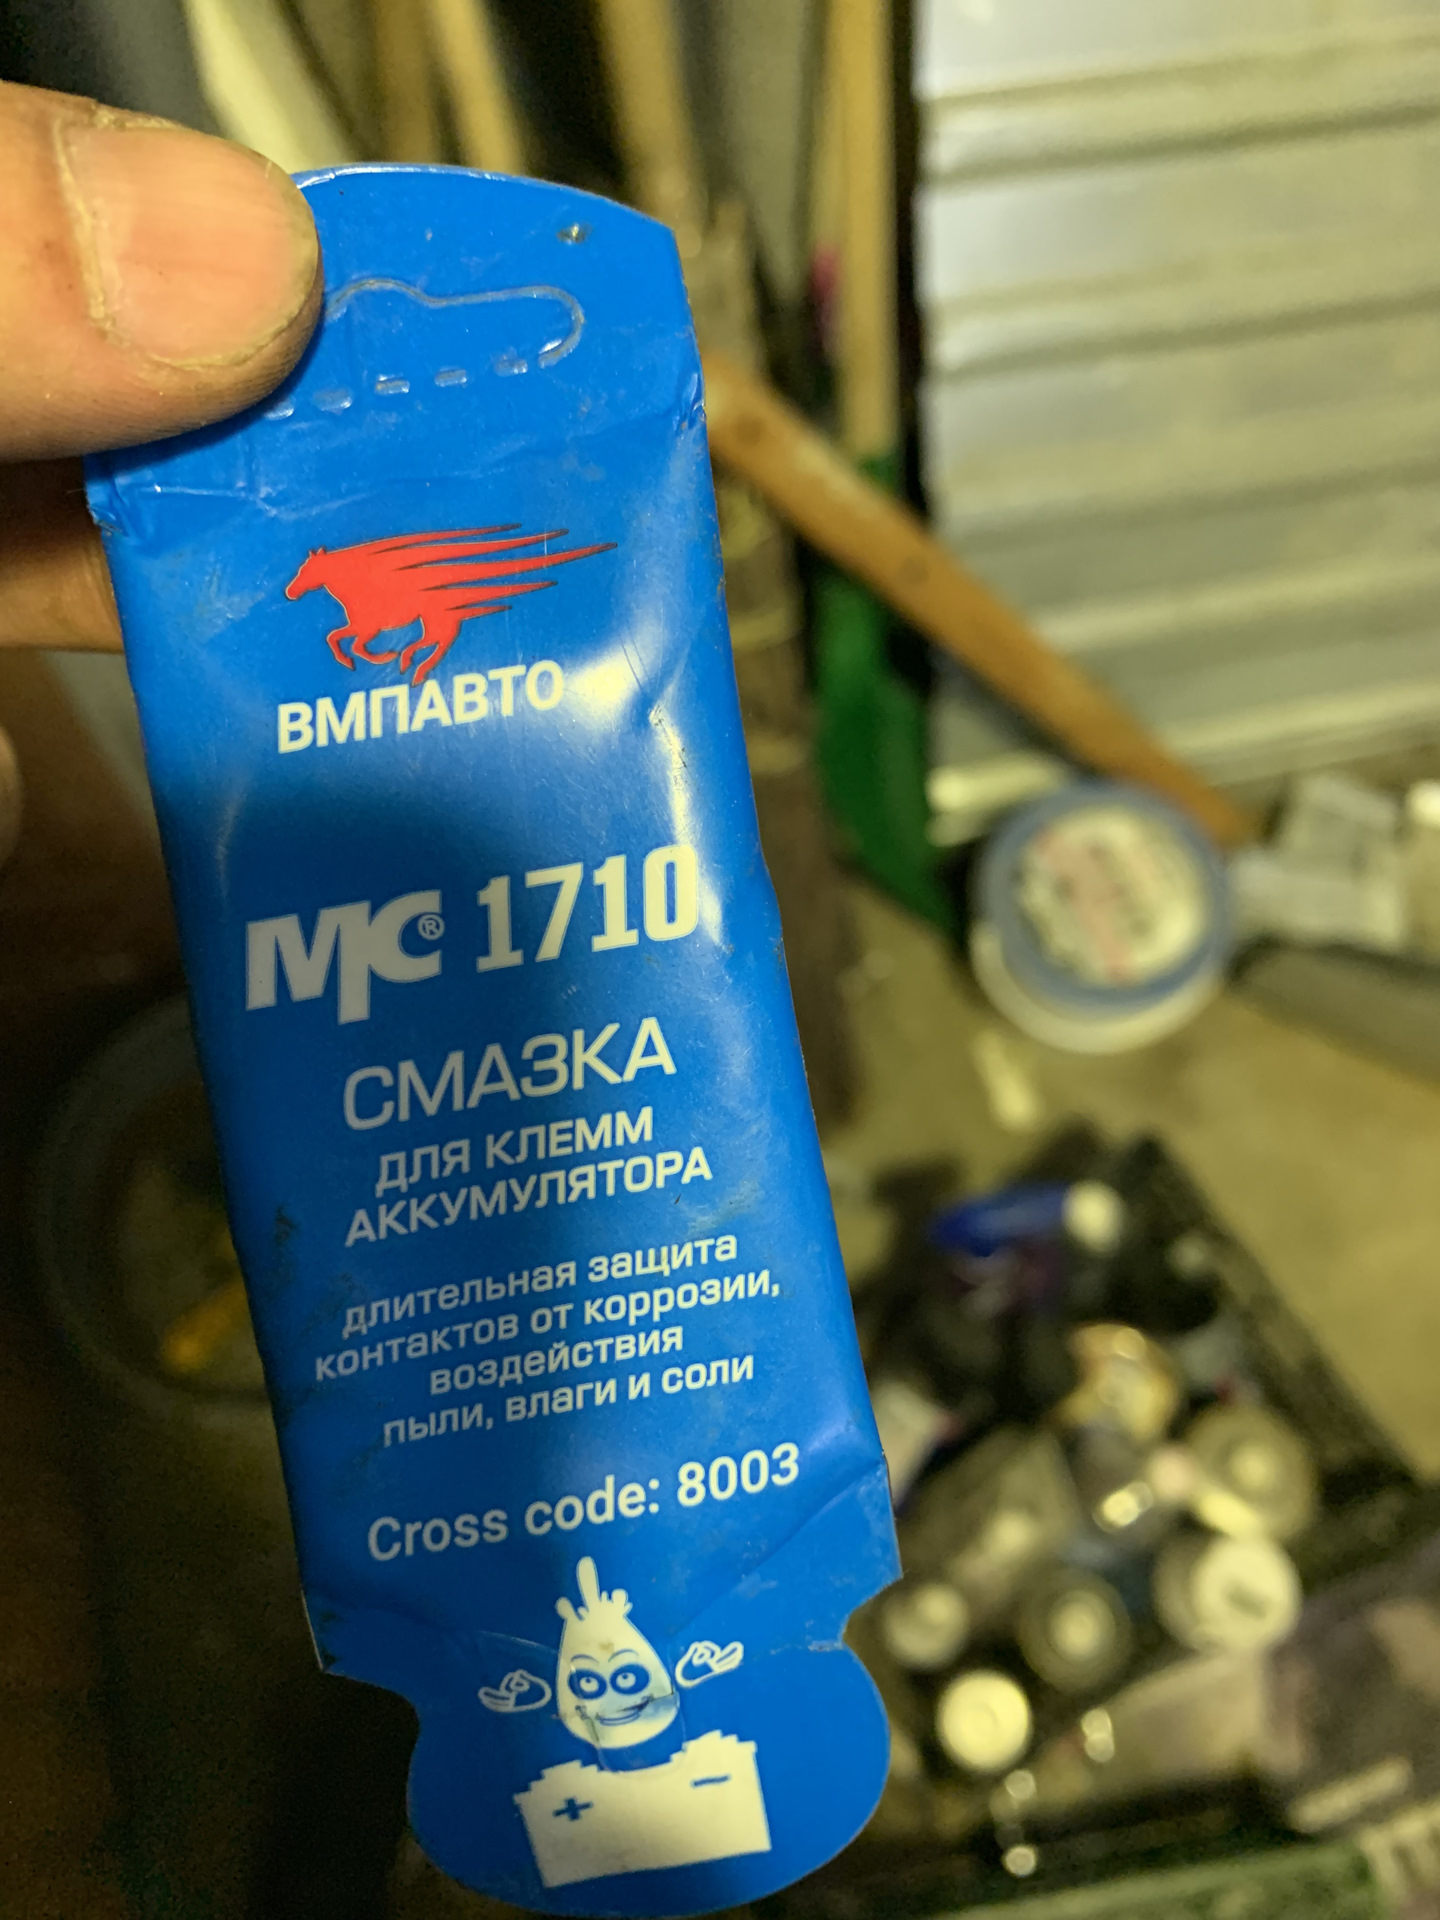 ВМПАВТО
МС® 1710
СМАЗКА
ДЛЯ КЛЕММ
АККУМУЛЯТОРА
длительная защита
контактов от коррозии,
воздействия
пыли, влаги и соли
Cross code: 8003
+ −